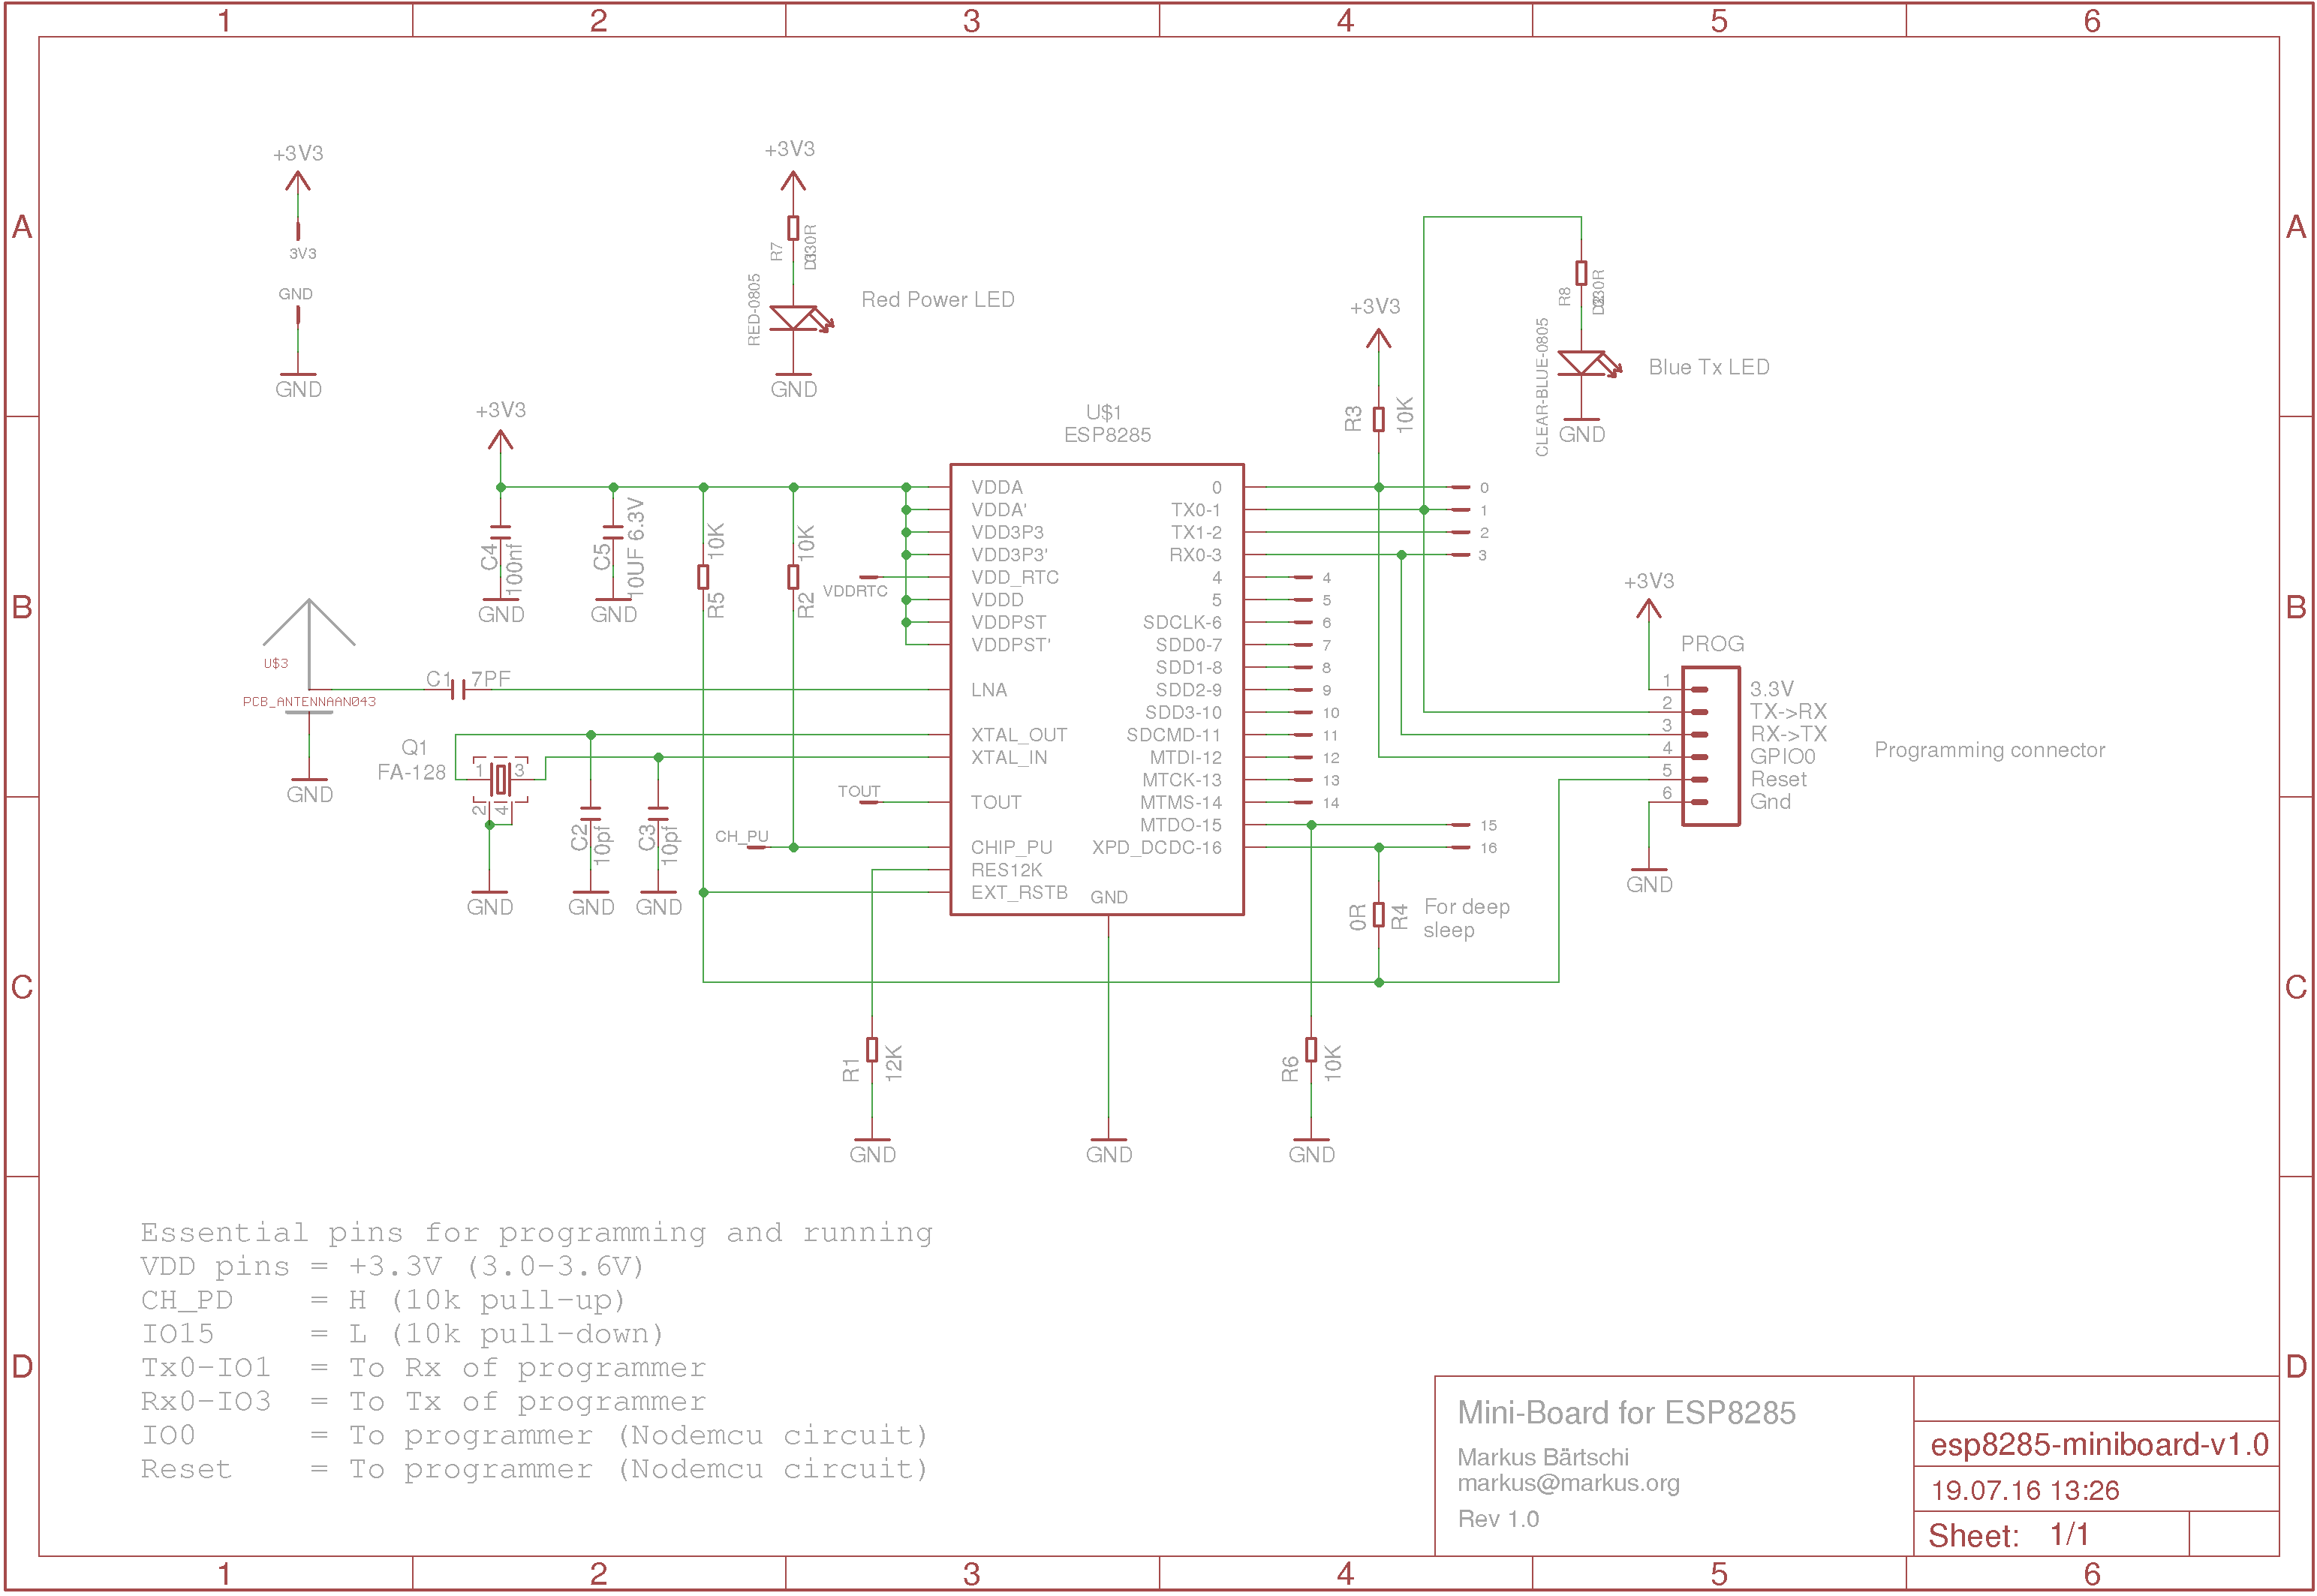 1 2 3 4 5 6
A A
+3V3
3V3
GND
GND
+3V3
R7
330R
RED-0805
Red Power LED
GND
+3V3
R3
10K
R8
330R
CLEAR-BLUE-0805
Blue Tx LED
GND
B B
+3V3
C4
100nf
GND
C5
10UF 6.3V
GND
10K
R5
10K
R2
VDDRTC
U$3
PCB_ANTENNAAN043
GND
C1 7PF
Q1
FA-128
1 3
2 4
GND
C2
10pf
GND
C3
10pf
GND
TOUT
CH_PU
U$1
ESP8285
VDDA
VDDA'
VDD3P3
VDD3P3'
VDD_RTC
VDDD
VDDPST
VDDPST'
LNA
XTAL_OUT
XTAL_IN
TOUT
CHIP_PU
RES12K
EXT_RSTB
GND
0
TX0-1
TX1-2
RX0-3
4
5
SDCLK-6
SDD0-7
SDD1-8
SDD2-9
SDD3-10
SDCMD-11
MTDI-12
MTCK-13
MTMS-14
MTDO-15
XPD_DCDC-16
0
1
2
3
4
5
6
7
8
9
10
11
12
13
14
15
16
+3V3
PROG
1 3.3V
2 TX->RX
3 RX->TX
4 GPIO0
5 Reset
6 Gnd
Programming connector
GND
C C
0R
R4
For deep
sleep
R1
12K
GND
GND
R6
10K
GND
D D
Essential pins for programming and running
VDD pins = +3.3V (3.0-3.6V)
CH_PD = H (10k pull-up)
IO15 = L (10k pull-down)
Tx0-IO1 = To Rx of programmer
Rx0-IO3 = To Tx of programmer
IO0 = To programmer (Nodemcu circuit)
Reset = To programmer (Nodemcu circuit)
Mini-Board for ESP8285
Markus Bärtschi
markus@markus.org
Rev 1.0
esp8285-miniboard-v1.0
19.07.16 13:26
Sheet: 1/1
1 2 3 4 5 6